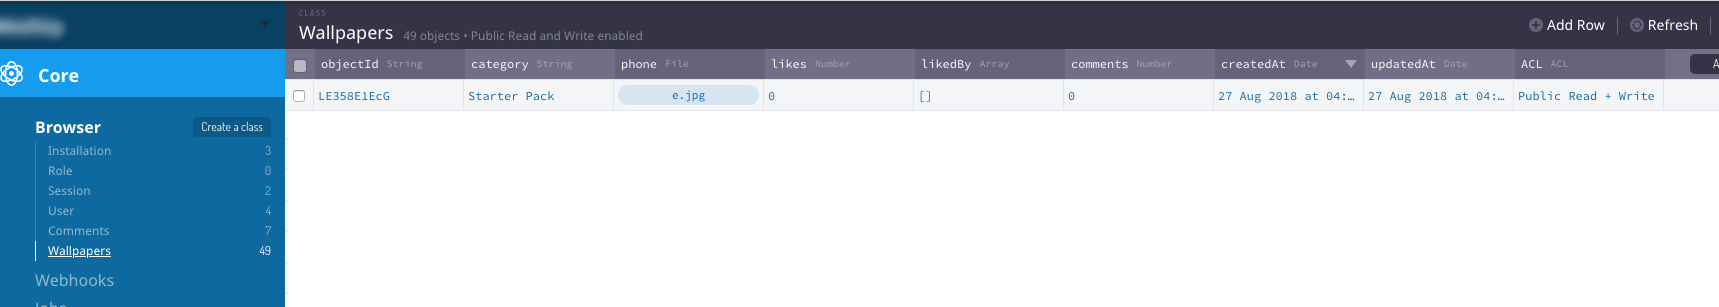 CLASS
Wallpapers 49 objects • Public Read and Write enabled
Add Row
Refresh
Core
objectId String category String phone File likes Number likedBy Array comments Number createdAt Date updatedAt Date ACL ACL A
LE358E1EcG Starter Pack e.jpg 0 [] 0 27 Aug 2018 at 04:… 27 Aug 2018 at 04:… Public Read + Write
Browser Create a class
Installation 3
Role 0
Session 2
User 4
Comments 7
Wallpapers 49
Webhooks
Jobs